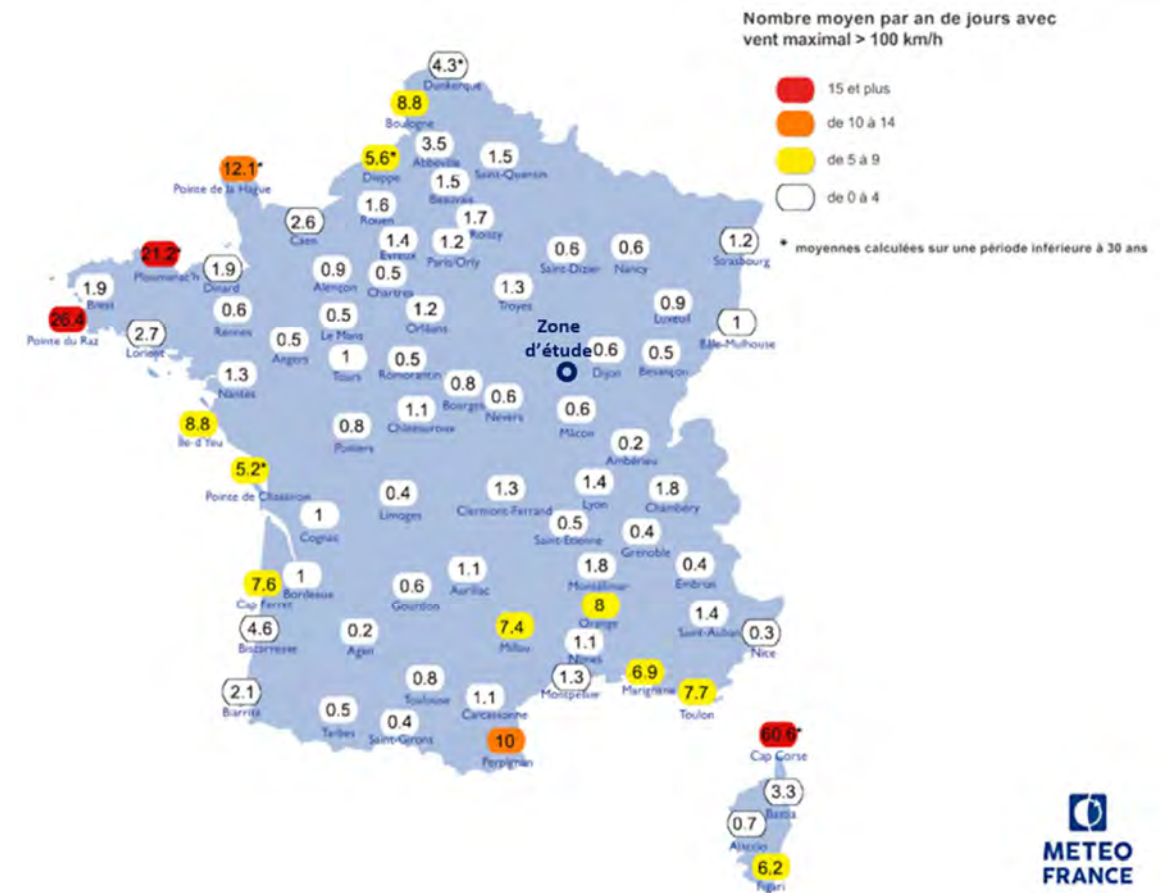 Nombre moyen par an de jours avec
vent maximal > 100 km/h
15 et plus
de 10 à 14
de 5 à 9
de 0 à 4
* moyennes calculées sur une période inférieure à 30 ans
4.3*
Dunkerque
8.8
Boulogne
3.5
Abbeville
5.6*
Dieppe
1.5
Saint-Quentin
12.1*
Pointe de la Hague
1.5
Beauvais
1.6
Rouen
1.7
Roissy
2.6
Caen
1.4
Evreux
1.2
Paris/Orly
0.6
Saint-Dizier
0.6
Nancy
1.2
Strasbourg
21.2*
Ploumanac'h
1.9
Dinard
0.9
Alençon
0.5
Chartres
1.3
Troyes
1.9
Brest
0.9
Luxeuil
26.4
Pointe du Raz
0.6
Rennes
0.5
Le Mans
1.2
Orléans
1
Bâle-Mulhouse
2.7
Lorient
0.5
Angers
Zone
d'étude
0.6
Dijon
0.5
Besançon
1
Tours
0.5
Romorantin
1.3
Nantes
0.8
Bourges
0.6
Nevers
8.8
Île-d'Yeu
0.8
Poitiers
1.1
Châteauroux
0.6
Mâcon
0.2
Ambérieu
5.2*
Pointe de Chassiron
0.4
Limoges
1.3
Clermont-Ferrand
1.4
Lyon
1.8
Chambéry
1
Cognac
0.5
Saint-Etienne
0.4
Grenoble
7.6
Cap Ferret
1
Bordeaux
0.6
Gourdon
1.1
Aurillac
1.8
Montélimar
0.4
Embrun
4.6
Biscarrosse
0.2
Agen
7.4
Millau
8
Orange
1.4
Saint-Auban
0.3
Nice
1.1
Nîmes
2.1
Biarritz
0.8
Toulouse
1.3
Montpellier
6.9
Marignane
7.7
Toulon
0.5
Tarbes
0.4
Saint-Girons
1.1
Carcassonne
10
Perpignan
60.6*
Cap Corse
3.3
Bastia
0.7
Ajaccio
6.2
Figari
METEO
FRANCE